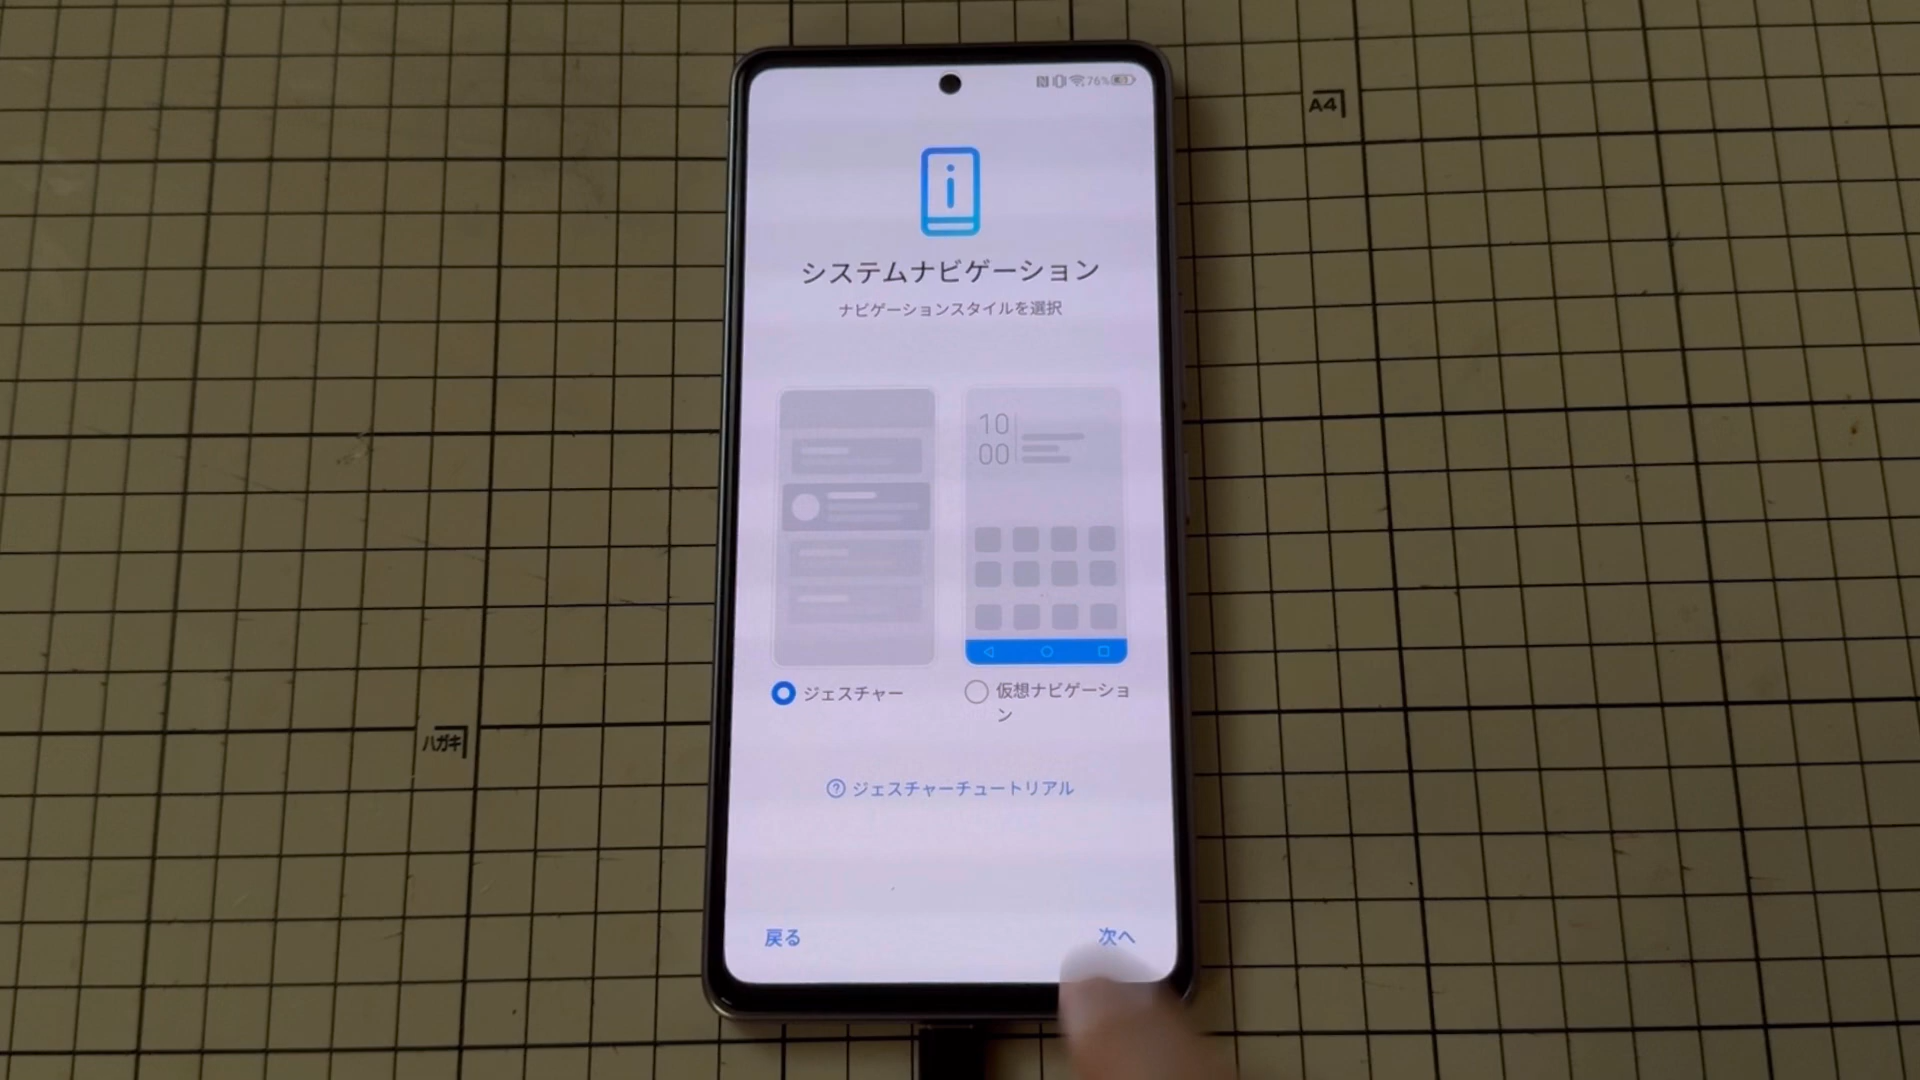 76%
A4
システムナビゲーション
ナビゲーションスタイルを選択
10
00
ジェスチャー
仮想ナビゲーショ
ン
ハガキ
ジェスチャーチュートリアル
戻る
次へ